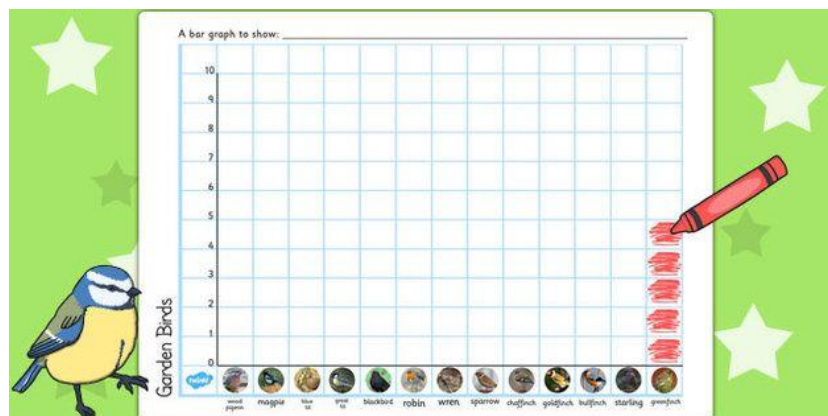 A bar graph to show:
10
9
8
7
6
5
4
3
2
1
0
Garden Birds
twinkl
wood pigeon
magpie
blue tit
great tit
blackbird
robin
wren
sparrow
chaffinch
goldfinch
bullfinch
starling
greenfinch